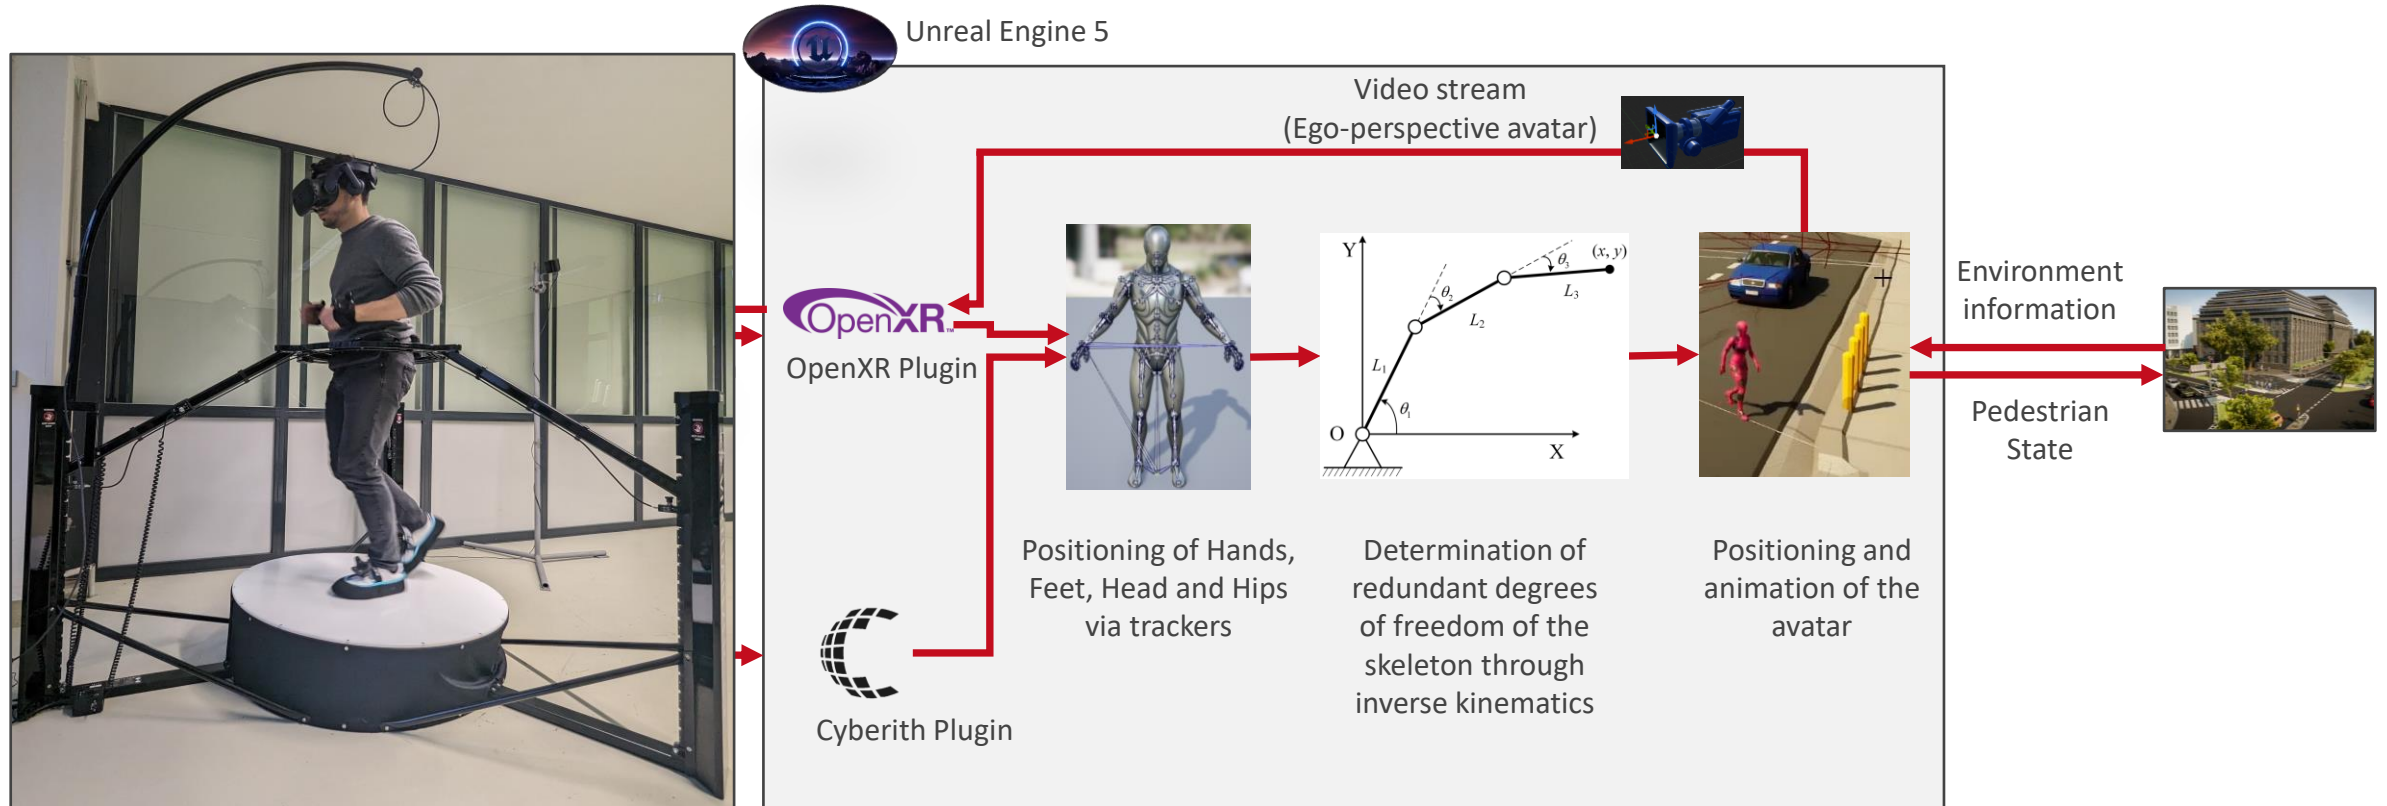 Unreal Engine 5
Video stream
(Ego-perspective avatar)
OpenXR™
OpenXR Plugin
Cyberith Plugin
Y
X
O
L1
L2
L3
θ1
θ2
θ3
(x, y)
Positioning of Hands,
Feet, Head and Hips
via trackers
Determination of
redundant degrees
of freedom of the
skeleton through
inverse kinematics
Positioning and
animation of the
avatar
Environment
information
Pedestrian
State